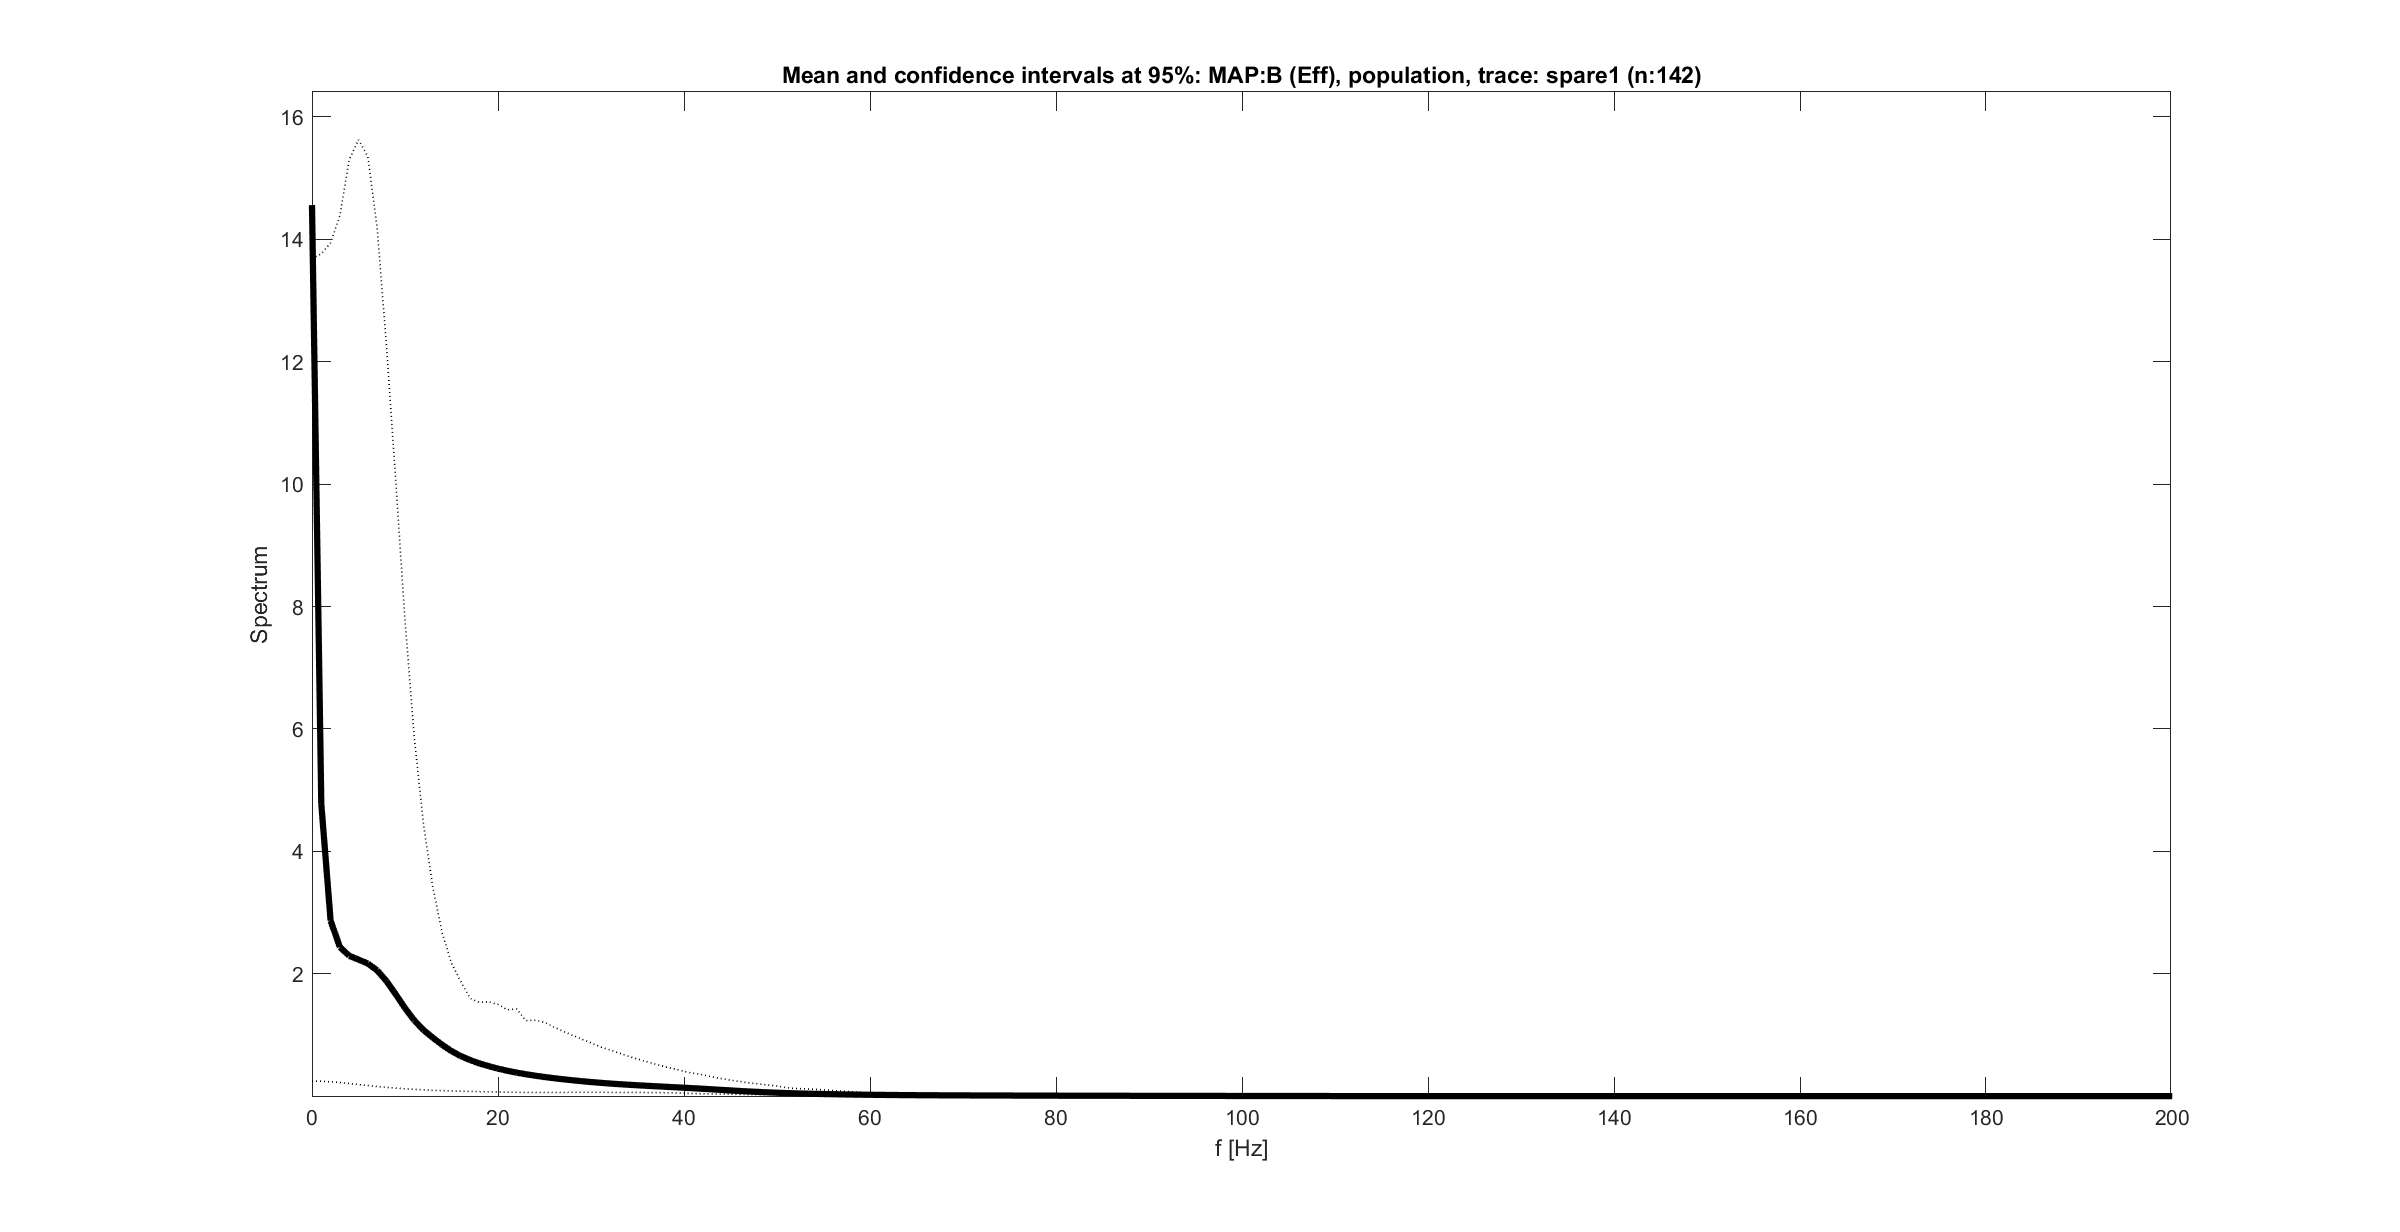 Mean and confidence intervals at 95%: MAP:B (Eff), population, trace: spare1 (n:142)
16
14
12
10
8
6
4
2
Spectrum
0 20 40 60 80 100 120 140 160 180 200
f [Hz]